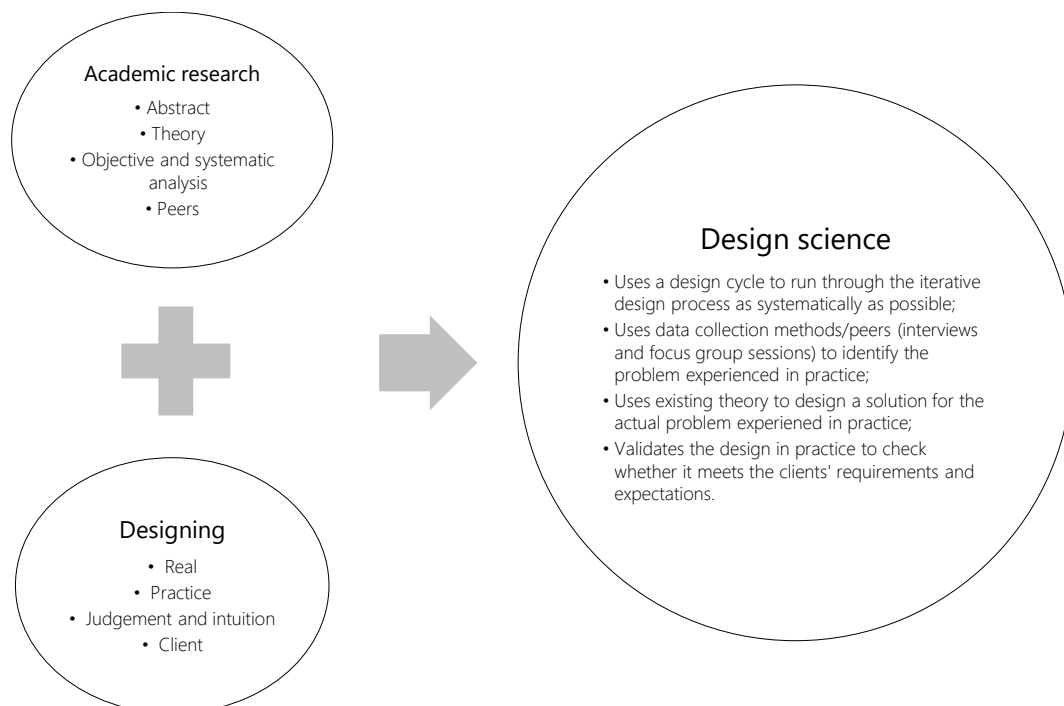 Academic research
• Abstract
• Theory
• Objective and systematic
analysis
• Peers
Designing
• Real
• Practice
• Judgement and intuition
• Client
Design science
• Uses a design cycle to run through the iterative
design process as systematically as possible;
• Uses data collection methods/peers (interviews
and focus group sessions) to identify the
problem experienced in practice;
• Uses existing theory to design a solution for the
actual problem experiened in practice;
• Validates the design in practice to check
whether it meets the clients' requirements and
expectations.